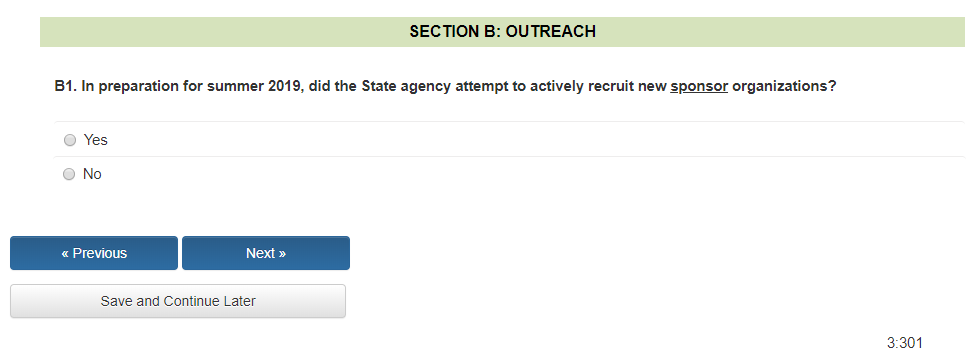 SECTION B: OUTREACH
B1. In preparation for summer 2019, did the State agency attempt to actively recruit new sponsor organizations?
Yes
No
« Previous
Next »
Save and Continue Later
3:301